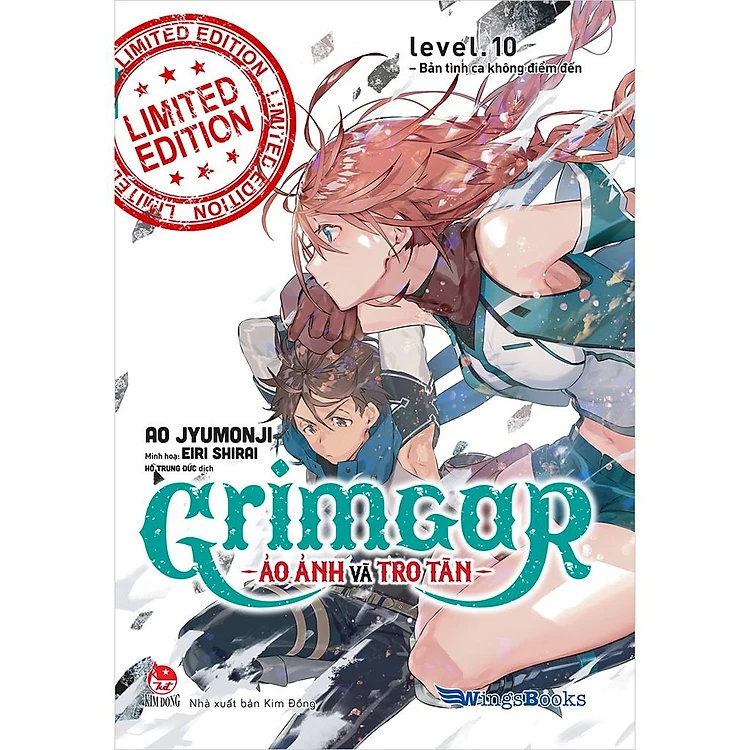 LIMITED EDITION
LIMITED EDITION
LIMITED
EDITION
LIMITED
level.10
– Bản tình ca không điểm đến
AO JYUMONJI
Minh hoạ: EIRI SHIRAI
HỒ TRUNG ĐỨC dịch
GRIMGAR
- ẢO ẢNH VÀ TRO TÀN -
KIM ĐỒNG
Nhà xuất bản Kim Đồng
WingsBooks